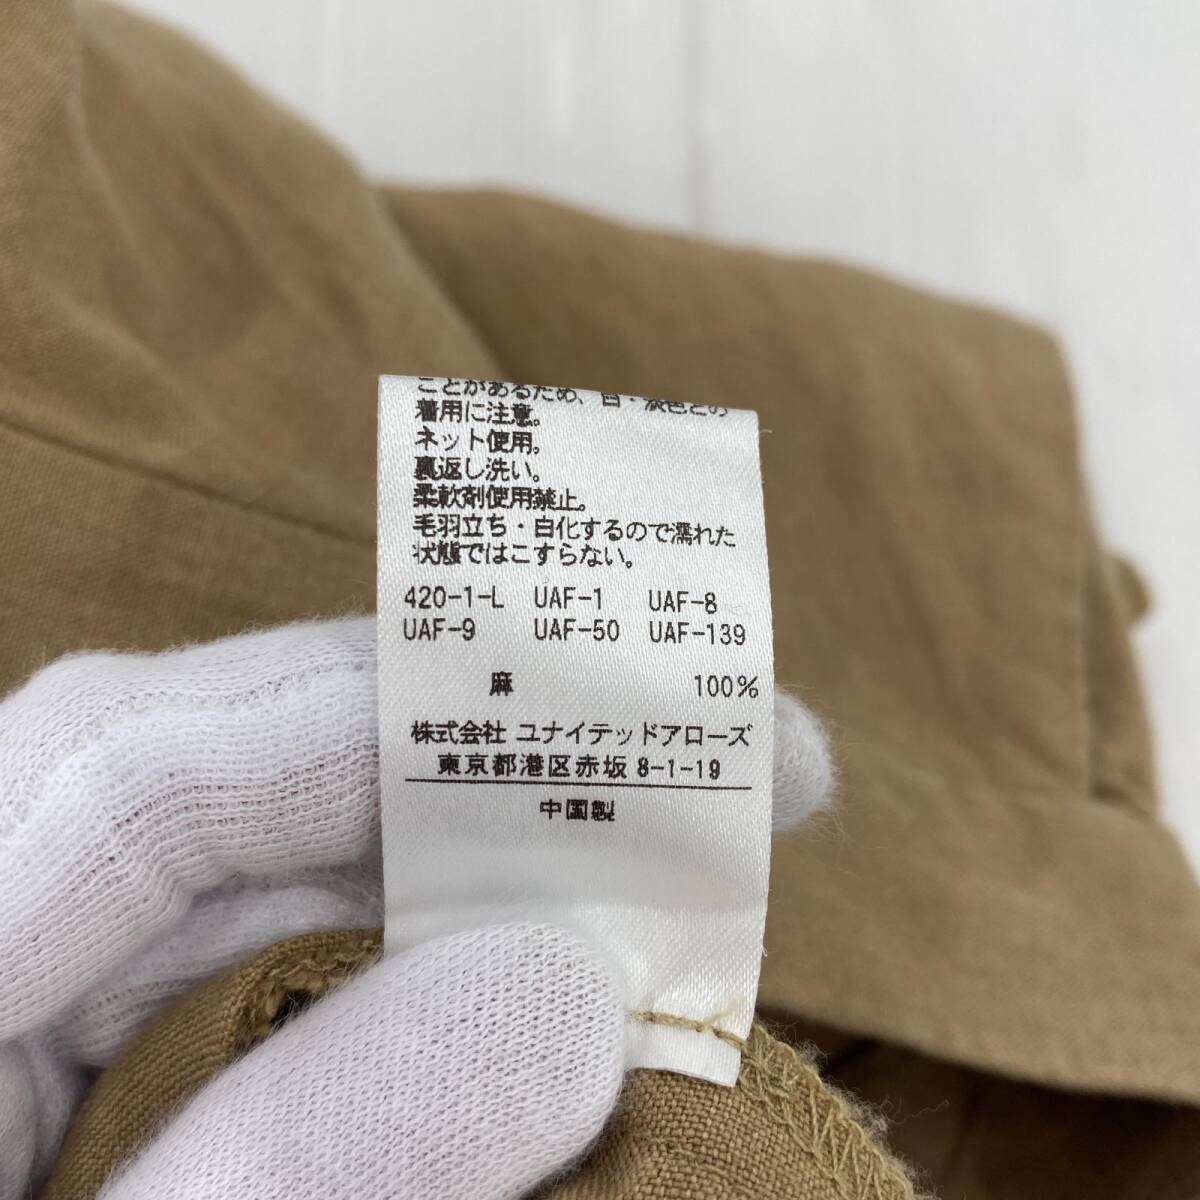 ことがあるため、白・淡色との
着用に注意。
ネット使用。
裏返し洗い。
柔軟剤使用禁止。
毛羽立ち・白化するので濡れた
状態ではこすらない。
420-1-L UAF-1 UAF-8
UAF-9 UAF-50 UAF-139
麻 100%
株式会社 ユナイテッドアローズ
東京都港区赤坂 8-1-19
中国製